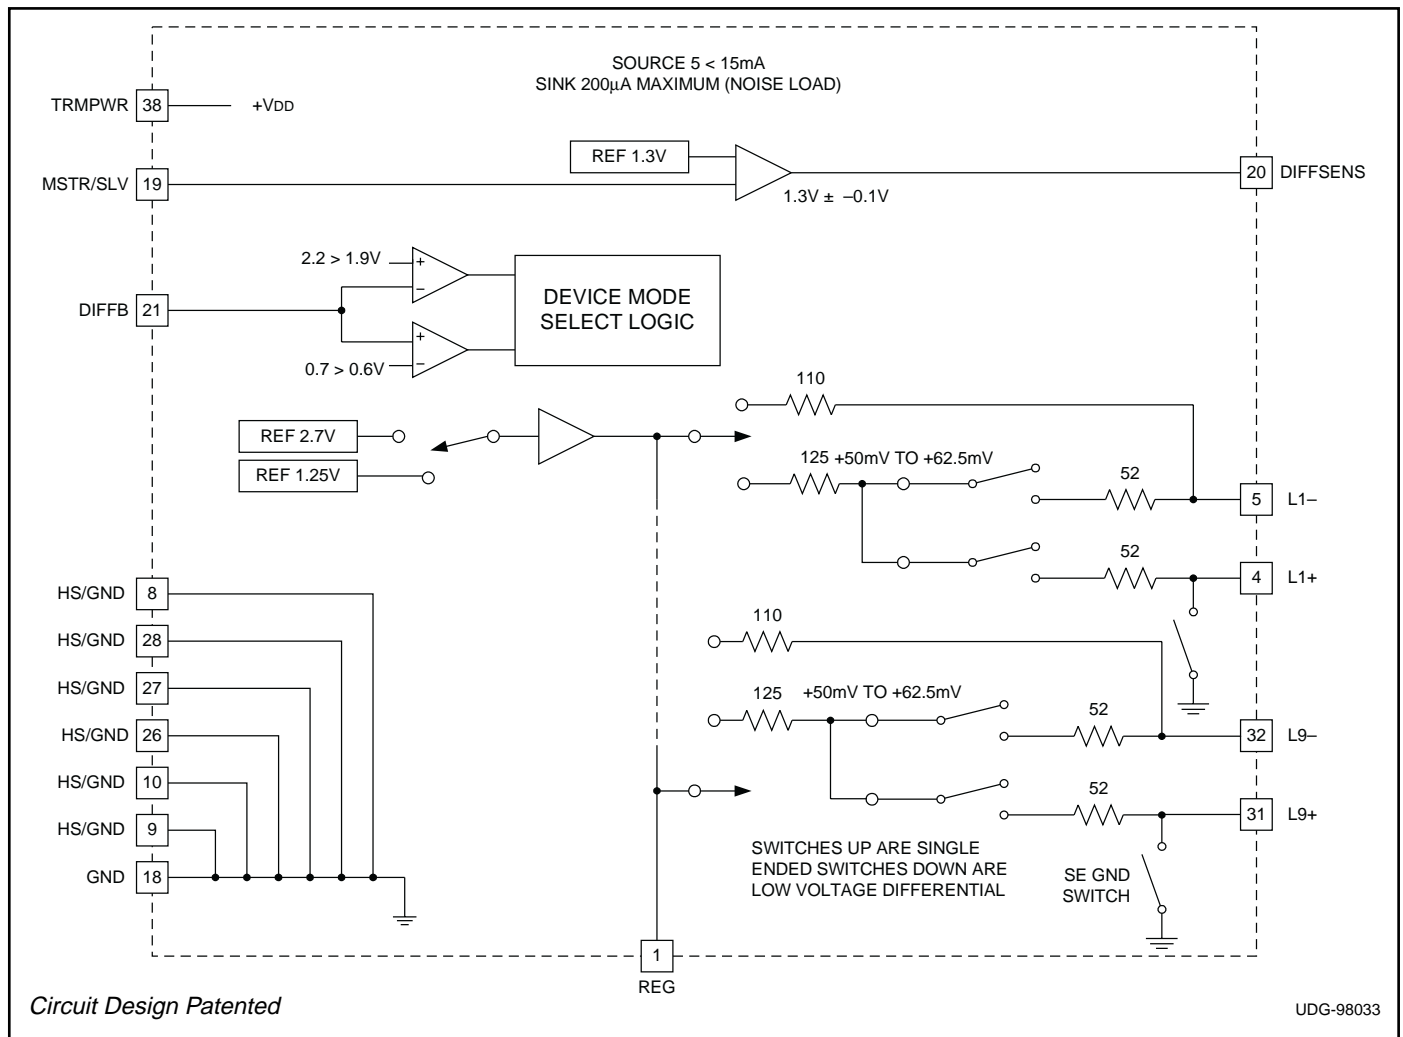 SOURCE 5 < 15mA
SINK 200µA MAXIMUM (NOISE LOAD)
TRMPWR 38 +VDD
REF 1.3V
MSTR/SLV 19
20 DIFFSENS
1.3V ± –0.1V
2.2 > 1.9V
+
–
DIFFB 21
DEVICE MODE
SELECT LOGIC
+
–
0.7 > 0.6V
110
REF 2.7V
REF 1.25V
125 +50mV TO +62.5mV
52
5 L1–
52
4 L1+
HS/GND 8
HS/GND 28
HS/GND 27
HS/GND 26
HS/GND 10
HS/GND 9
GND 18
110
125 +50mV TO +62.5mV
52
32 L9–
52
31 L9+
SWITCHES UP ARE SINGLE
ENDED SWITCHES DOWN ARE
LOW VOLTAGE DIFFERENTIAL
SE GND
SWITCH
1
REG
Circuit Design Patented
UDG-98033